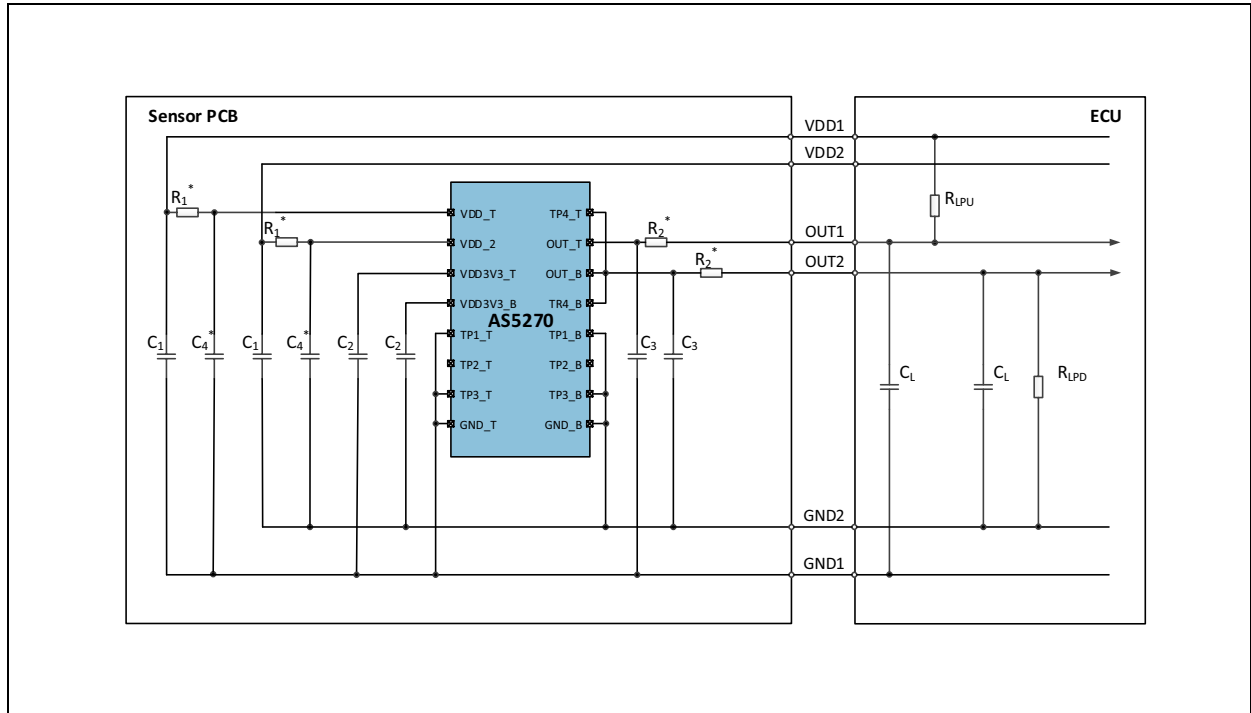 Sensor PCB
ECU
VDD1
VDD2
R1*
R1*
VDD_T
VDD_2
VDD3V3_T
VDD3V3_B
TP1_T
TP2_T
TP3_T
GND_T
AS5270
TP4_T
OUT_T
OUT_B
TR4_B
TP1_B
TP2_B
TP3_B
GND_B
R2*
R2*
OUT1
OUT2
RLPU
C1
C4*
C1
C4*
C2
C2
C3
C3
CL
CL
RLPD
GND2
GND1